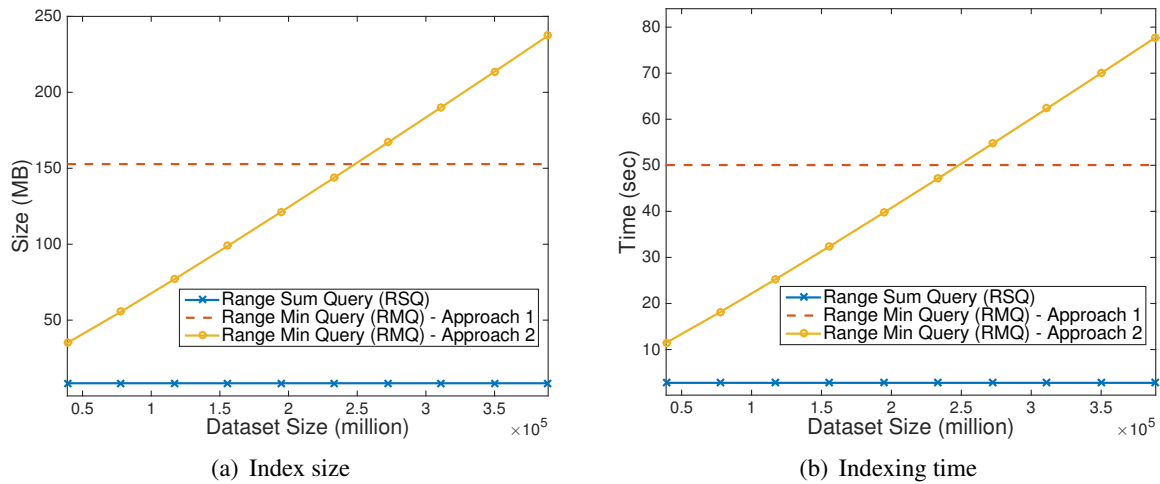 250
200
150
100
50
Size (MB)
Range Sum Query (RSQ)
Range Min Query (RMQ) - Approach 1
Range Min Query (RMQ) - Approach 2
0.5 1 1.5 2 2.5 3 3.5
Dataset Size (million) ×10⁵
(a) Index size
80
70
60
50
40
30
20
10
Time (sec)
Range Sum Query (RSQ)
Range Min Query (RMQ) - Approach 1
Range Min Query (RMQ) - Approach 2
0.5 1 1.5 2 2.5 3 3.5
Dataset Size (million) ×10⁵
(b) Indexing time